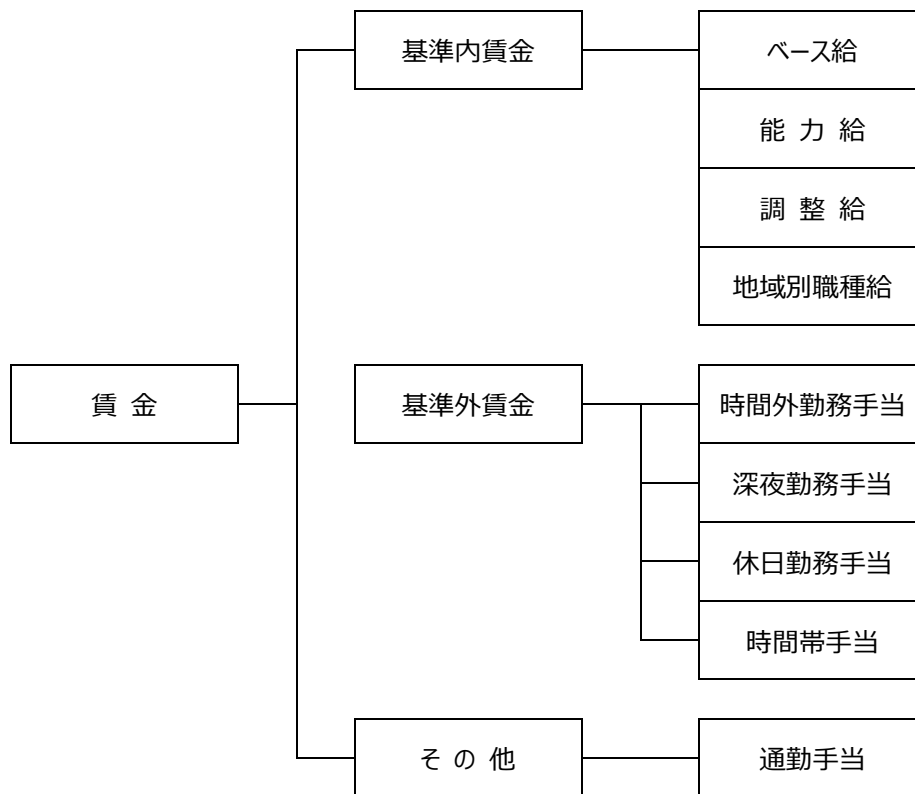 基準内賃金
ベース給
能 力 給
調 整 給
地域別職種給
賃 金
基準外賃金
時間外勤務手当
深夜勤務手当
休日勤務手当
時間帯手当
そ の 他
通勤手当